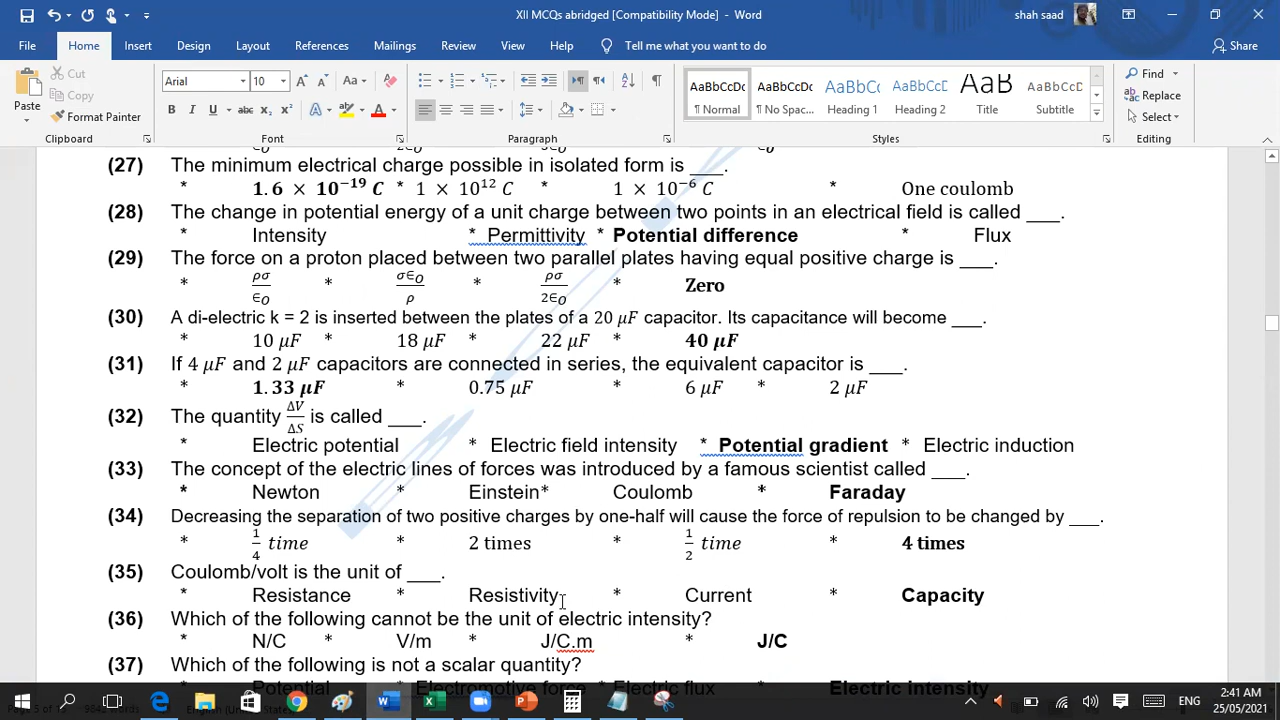 XII MCQs abridged [Compatibility Mode] - Word
shah saad
File Home Insert Draw Design Layout References Mailings Review View Help Tell me what you want to do Share
Paste
Cut
Copy
Format Painter
Clipboard
Arial 10
Font
Paragraph
AaBbCcDc AaBbCcDc AaBbCc AaBbCcD AaB AaBbCcD
¶ Normal ¶ No Spac... Heading 1 Heading 2 Title Subtitle
Styles
Find
Replace
Select
Editing
(27) The minimum electrical charge possible in isolated form is ___.
* 1.6 × 10⁻¹⁹ C * 1 × 10¹² C * 1 × 10⁻⁶ C * One coulomb
(28) The change in potential energy of a unit charge between two points in an electrical field is called ___.
* Intensity * Permittivity * Potential difference * Flux
(29) The force on a proton placed between two parallel plates having equal positive charge is ___.
* ρσ/∈O * σ∈O/ρ * ρσ/2∈O * Zero
(30) A di-electric k = 2 is inserted between the plates of a 20 μF capacitor. Its capacitance will become ___.
* 10 μF * 18 μF * 22 μF * 40 μF
(31) If 4 μF and 2 μF capacitors are connected in series, the equivalent capacitor is ___.
* 1.33 μF * 0.75 μF * 6 μF * 2 μF
(32) The quantity ΔV/ΔS is called ___.
* Electric potential * Electric field intensity * Potential gradient * Electric induction
(33) The concept of the electric lines of forces was introduced by a famous scientist called ___.
* Newton * Einstein* Coulomb * Faraday
(34) Decreasing the separation of two positive charges by one-half will cause the force of repulsion to be changed by ___.
* 1/4 time * 2 times * 1/2 time * 4 times
(35) Coulomb/volt is the unit of ___.
* Resistance * Resistivity * Current * Capacity
(36) Which of the following cannot be the unit of electric intensity?
* N/C * V/m * J/C.m * J/C
(37) Which of the following is not a scalar quantity?
* Potential * Electromotive force * Electric flux * Electric intensity
ENG
2:41 AM
25/05/2021